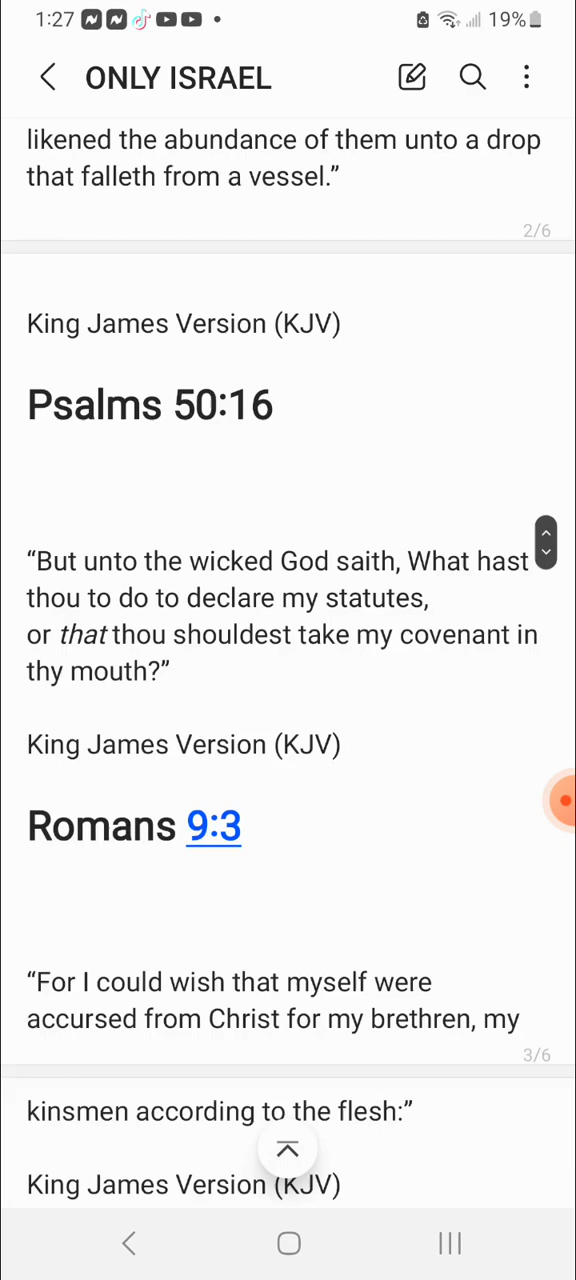 1:27 19%
ONLY ISRAEL
likened the abundance of them unto a drop
that falleth from a vessel.”
2/6
King James Version (KJV)
Psalms 50:16
“But unto the wicked God saith, What hast
thou to do to declare my statutes,
or that thou shouldest take my covenant in
thy mouth?”
King James Version (KJV)
Romans 9:3
“For I could wish that myself were
accursed from Christ for my brethren, my
3/6
kinsmen according to the flesh:”
King James Version (KJV)